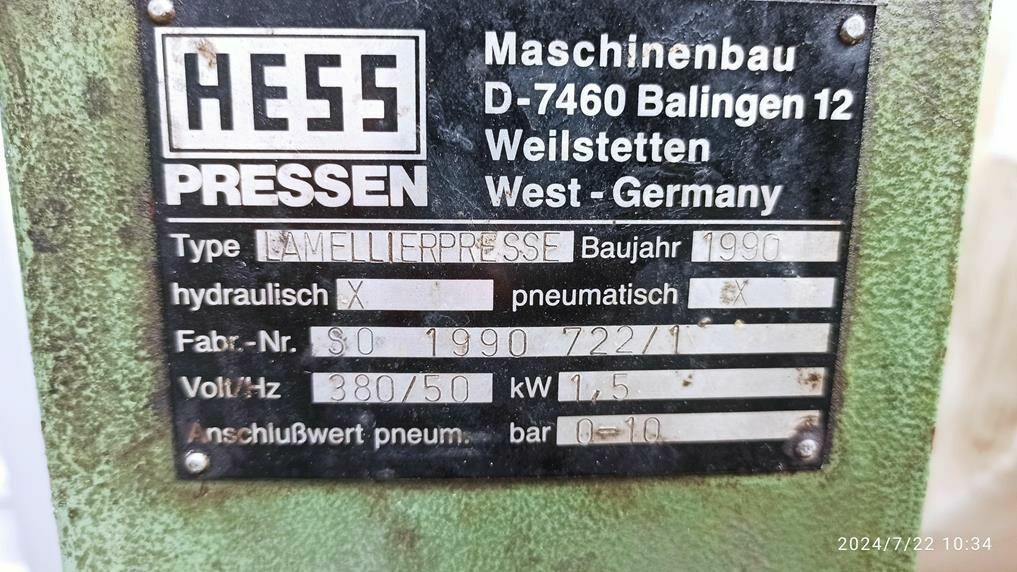 HESS
PRESSEN
Maschinenbau
D-7460 Balingen 12
Weilstetten
West-Germany
Type LAMELLIERPRESSE Baujahr 1990
hydraulisch X pneumatisch X
Fabr.-Nr. SO 1990 722/1
Volt/Hz 380/50 kW 1,5
Anschlußwert pneum. bar 0-10
2024/7/22 10:34